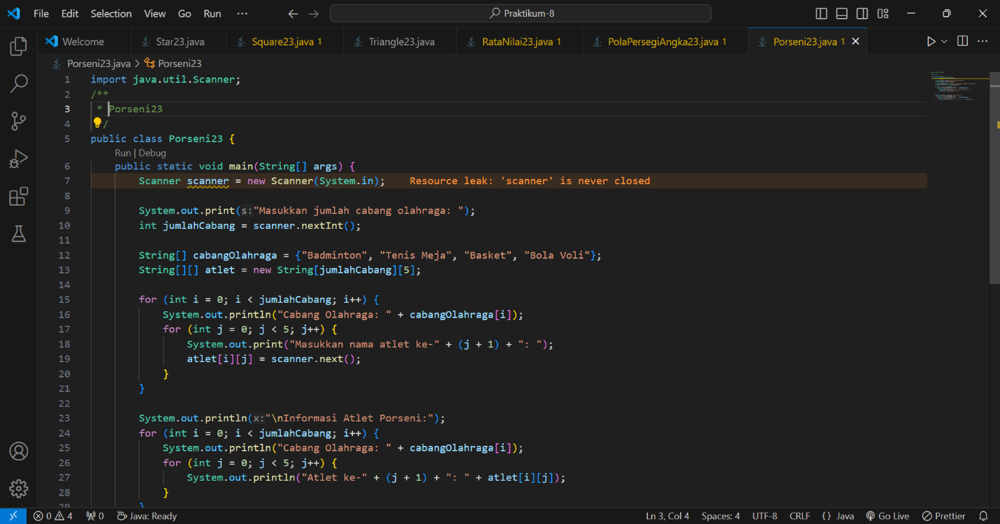 File Edit Selection View Go Run ··· Praktikum-8
Welcome Star23.java Square23.java 1 Triangle23.java RataNilai23.java 1 PolaPersegiAngka23.java 1 Porseni23.java 1
Porseni23.java > Porseni23
1 import java.util.Scanner;
2 /**
3 * Porseni23
4 /
5 public class Porseni23 {
Run | Debug
6 public static void main(String[] args) {
7 Scanner scanner = new Scanner(System.in); Resource leak: 'scanner' is never closed
8
9 System.out.print(s:"Masukkan jumlah cabang olahraga: ");
10 int jumlahCabang = scanner.nextInt();
11
12 String[] cabangOlahraga = {"Badminton", "Tenis Meja", "Basket", "Bola Voli"};
13 String[][] atlet = new String[jumlahCabang][5];
14
15 for (int i = 0; i < jumlahCabang; i++) {
16 System.out.println("Cabang Olahraga: " + cabangOlahraga[i]);
17 for (int j = 0; j < 5; j++) {
18 System.out.print("Masukkan nama atlet ke-" + (j + 1) + ": ");
19 atlet[i][j] = scanner.next();
20 }
21 }
22
23 System.out.println(x:"\nInformasi Atlet Porseni:");
24 for (int i = 0; i < jumlahCabang; i++) {
25 System.out.println("Cabang Olahraga: " + cabangOlahraga[i]);
26 for (int j = 0; j < 5; j++) {
27 System.out.println("Atlet ke-" + (j + 1) + ": " + atlet[i][j]);
28 }
29 }
0 4 0 Java: Ready Ln 3, Col 4 Spaces: 4 UTF-8 CRLF {} Java Go Live Prettier